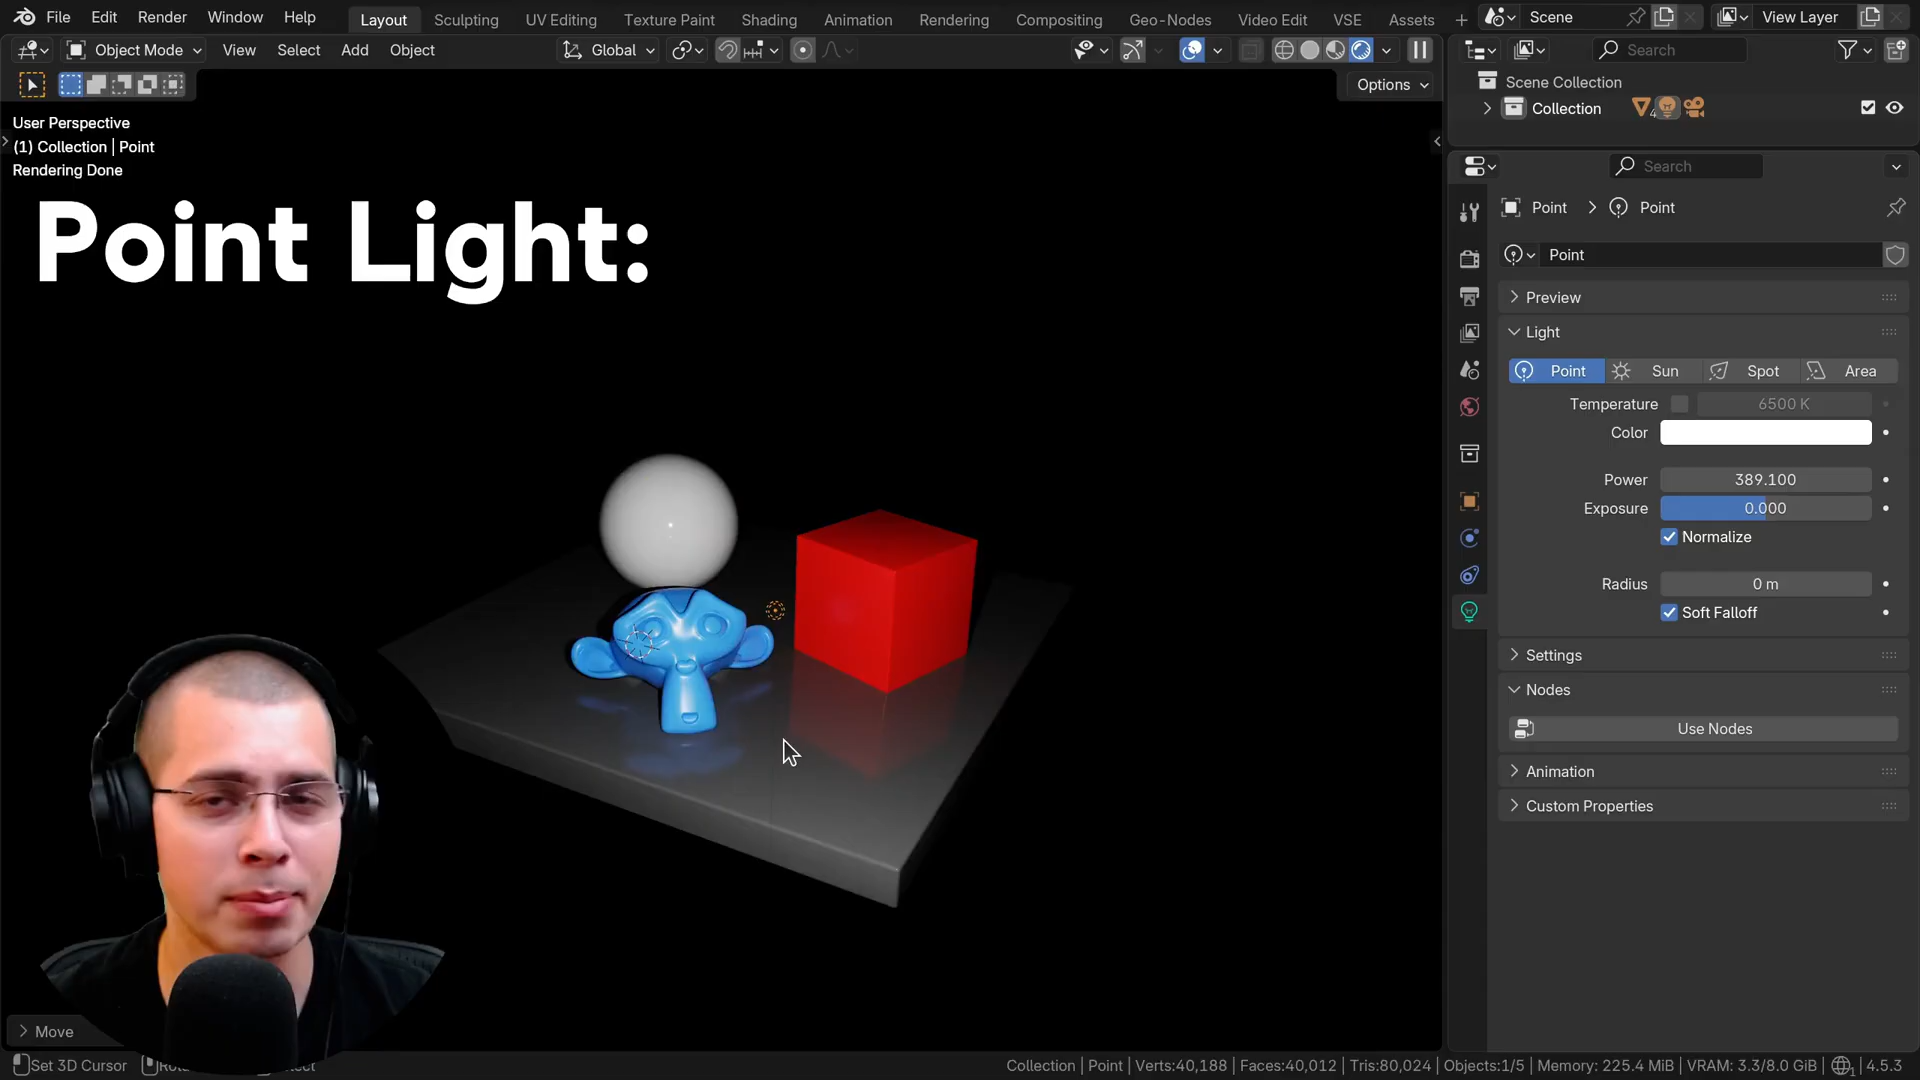 File Edit Render Window Help Layout Sculpting UV Editing Texture Paint Shading Animation Rendering Compositing Geo-Nodes Video Edit VSE Assets Scene View Layer
Object Mode View Select Add Object Global Search
Options
Scene Collection
Collection 4
User Perspective
(1) Collection | Point
Rendering Done
Point Light:
Search
Point Point
Point
Preview
Light
Point Sun Spot Area
Temperature 6500 K
Color
Power 389.100
Exposure 0.000
Normalize
Radius 0 m
Soft Falloff
Settings
Nodes
Use Nodes
Animation
Custom Properties
Move
Set 3D Cursor
Collection | Point | Verts:40,188 | Faces:40,012 | Tris:80,024 | Objects:1/5 | Memory: 225.4 MiB | VRAM: 3.3/8.0 GiB | 1 4.5.3